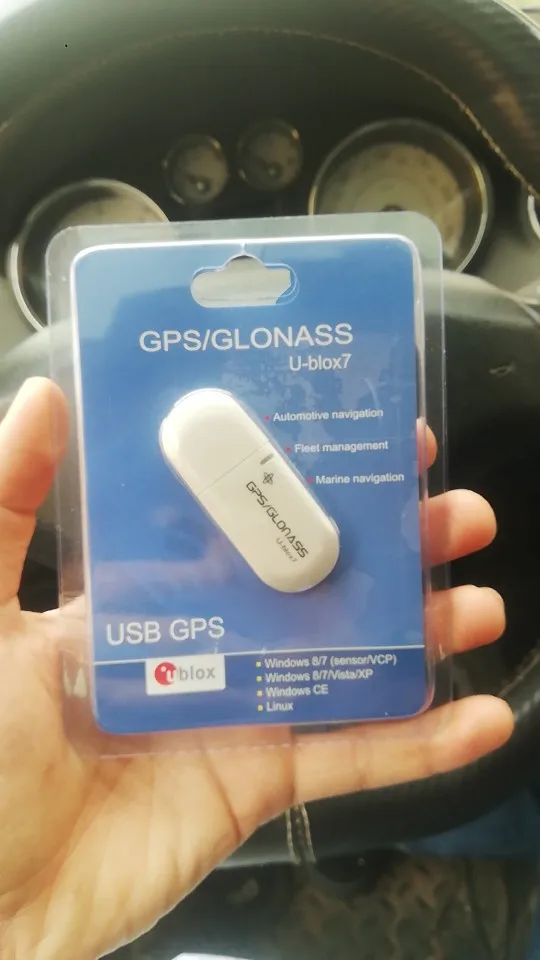 GPS/GLONASS
U-blox7
Automotive navigation
Fleet management
Marine navigation
GPS/GLONASS
U-blox7
USB GPS
ublox
Windows 8/7 (sensor/VCP)
Windows 8/7/Vista/XP
Windows CE
Linux